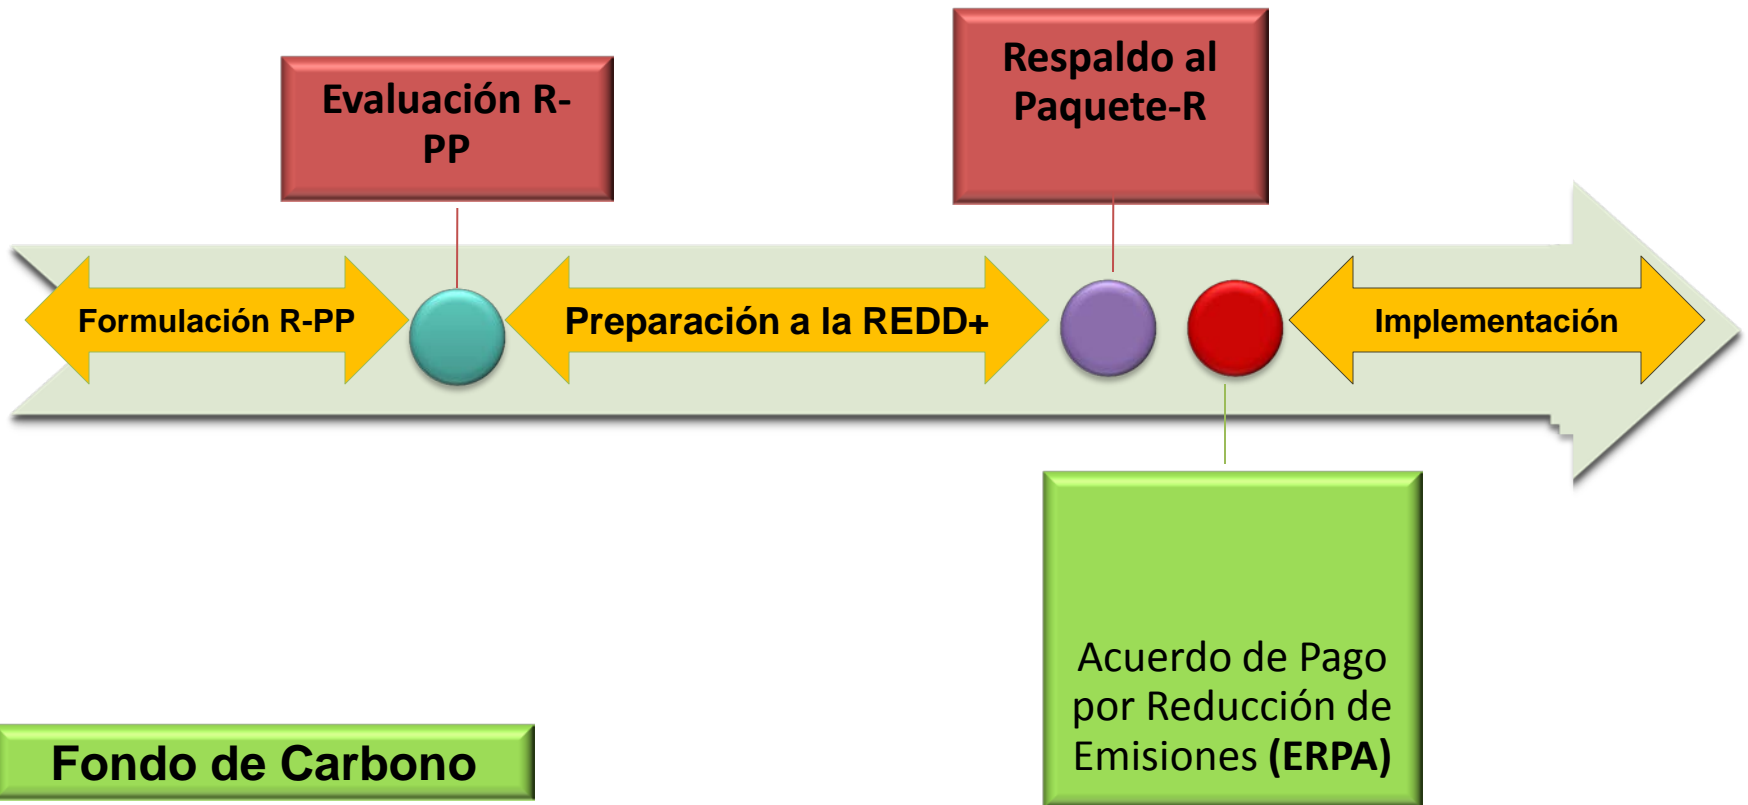 Respaldo al
Paquete-R
Evaluación R-
PP
Formulación R-PP
Preparación a la REDD+
Implementación
Acuerdo de Pago
por Reducción de
Emisiones (ERPA)
Fondo de Carbono